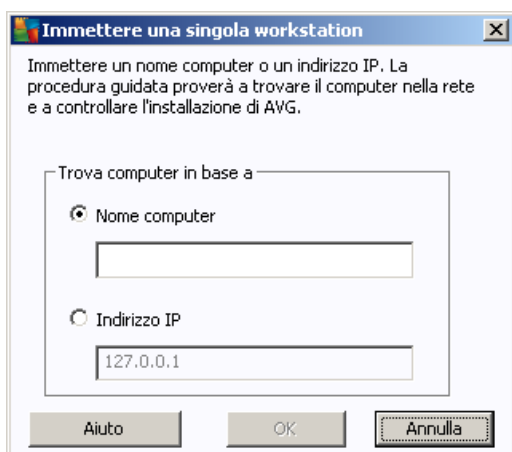 Immettere una singola workstation
Immettere un nome computer o un indirizzo IP. La
procedura guidata proverà a trovare il computer nella rete
e a controllare l'installazione di AVG.
Trova computer in base a
Nome computer
Indirizzo IP
127.0.0.1
Aiuto
OK
Annulla